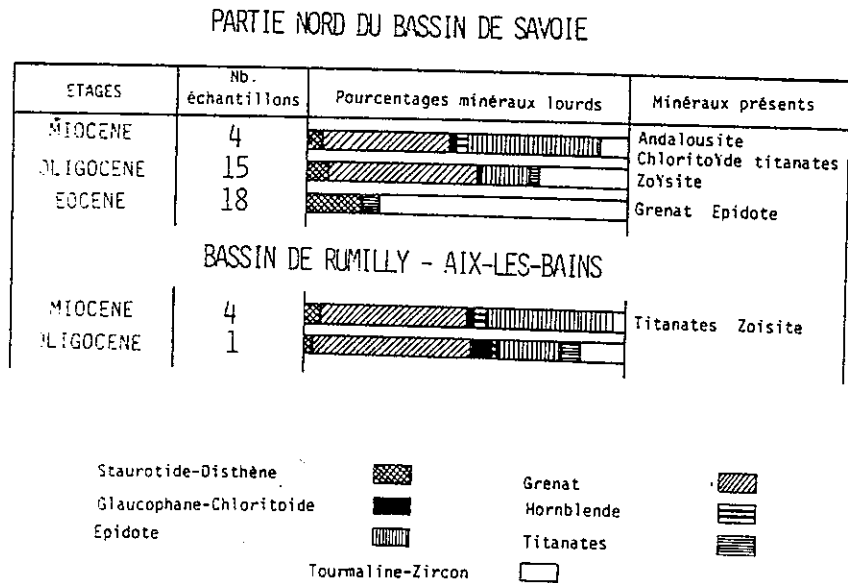 PARTIE NORD DU BASSIN DE SAVOIE
ETAGES Nb. échantillons Pourcentages minéraux lourds Minéraux présents
MIOCENE 4 Andalousite
Chloritoïde titanates
OLIGOCENE 15 Zoïsite
EOCENE 18 Grenat Epidote
BASSIN DE RUMILLY - AIX-LES-BAINS
MIOCENE 4 Titanates Zoisite
OLIGOCENE 1
Staurotide-Disthène Grenat
Glaucophane-Chloritoide Hornblende
Epidote Titanates
Tourmaline-Zircon